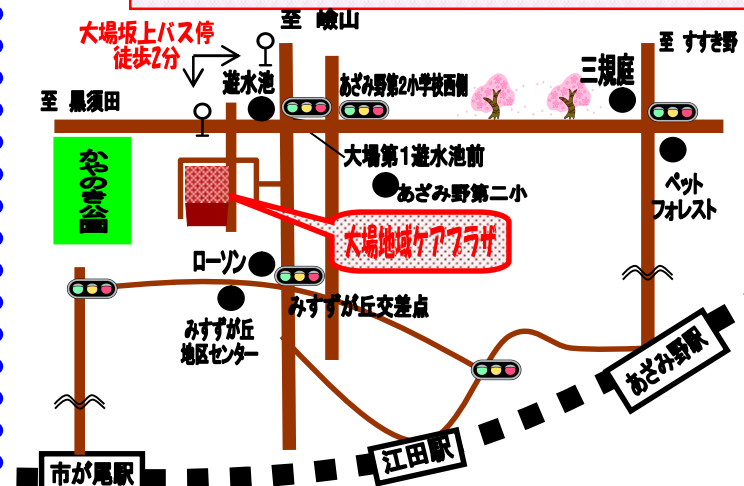 至 嶮山
大場坂上バス停
徒歩2分
至 すすき野
遊水池
あざみ野第2小学校西側
三規庭
至 黒須田
大場第1遊水池前
かやのき公園
あざみ野第二小
ペット
フォレスト
大場地域ケアプラザ
ローソン
みすずが丘交差点
みすずが丘
地区センター
あざみ野駅
江田駅
市が尾駅